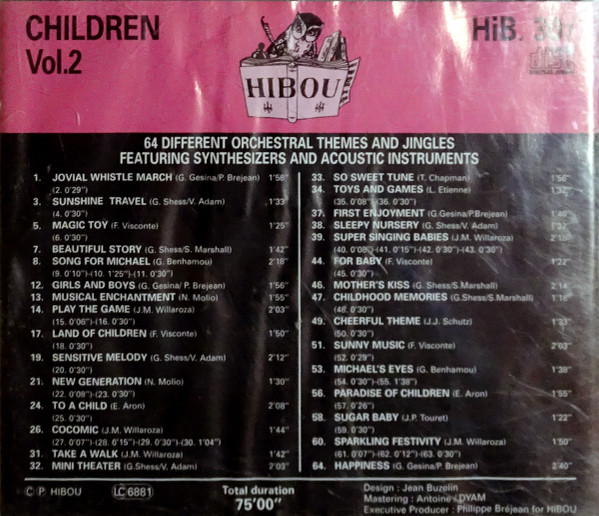 CHILDREN
Vol.2
HIBOU
HiB.
64 DIFFERENT ORCHESTRAL THEMES AND JINGLES
FEATURING SYNTHESIZERS AND ACOUSTIC INSTRUMENTS
1. JOVIAL WHISTLE MARCH (G. Gesina/P. Brejean) 1'56"
(2. 0'29")
3. SUNSHINE TRAVEL (G. Shess/V. Adam) 1'33"
(4. 0'30")
5. MAGIC TOY (F. Visconte) 1'25"
(6. 0'30")
7. BEAUTIFUL STORY (G. Shess/S. Marshall) 1'42"
8. SONG FOR MICHAEL (G. Benhamou) 2'18"
(9. 0'10")-(10. 1'25")-(11. 0'30")
12. GIRLS AND BOYS (G. Gesina/ P. Brejean) 1'56"
13. MUSICAL ENCHANTMENT (N. Molio) 1'55"
14. PLAY THE GAME (J.M. Willaroza) 2'03"
(15. 0'06")-(16. 0'30")
17. LAND OF CHILDREN (F. Visconte) 1'50"
(18. 0'30")
19. SENSITIVE MELODY (G. Shess/V. Adam) 2'12"
(20. 0'30")
21. NEW GENERATION (N. Molio) 1'30"
(22. 0'08")-(23. 0'30")
24. TO A CHILD (E. Aron) 2'08"
(25. 0'30")
26. COCOMIC (J.M. Willaroza) 1'44"
(27. 0'07")-(28. 0'15")-(29. 0'30")-(30. 1'04")
31. TAKE A WALK (J.M. Willaroza) 1'42"
32. MINI THEATER (G.Shess/V. Adam) 2'03"
33. SO SWEET TUNE (T. Chapman) 1'56"
34. TOYS AND GAMES (L. Etienne) 1'32"
(35. 0'08")-(36. 0'30")
37. FIRST ENJOYMENT (G.Gesina/P.Brejean)
38. SLEEPY NURSERY (G. Shess/V. Adam)
39. SUPER SINGING BABIES (J.M. Willaroza)
(40. 0'08")-(41. 0'15")-(42. 0'30")-(43. 0'30")
44. FOR BABY (F. Visconte) 1'22"
(45. 0'30")
46. MOTHER'S KISS (G. Shess/V. Adam) 2'14
47. CHILDHOOD MEMORIES (G.Shess/S.Marshall) 1'16"
(48. 0'30")
49. CHEERFUL THEME (J.J. Schutz) 1'33"
(50. 0'30")
51. SUNNY MUSIC (F. Visconte) 2'03"
(52. 0'29")
53. MICHAEL'S EYES (G. Benhamou) 1'38"
(54. 0'30")-(55. 1'38")
56. PARADISE OF CHILDREN (E. Aron) 1'55"
(57. 0'26")
58. SUGAR BABY (J.P. Touret) 1'22"
(59. 0'30")
60. SPARKLING FESTIVITY (J.M. Willaroza) 1'50"
(61. 0'07")-(62. 0'12")-(63. 0'30")
64. HAPPINESS (G. Gesina/P. Brejean) 2'40"
©℗ HIBOU
LC 6881
Total duration
75'00"
Design : Jean Buzelin
Mastering : Antoine / DYAM
Executive Producer : Philippe Bréjean for HiBOU